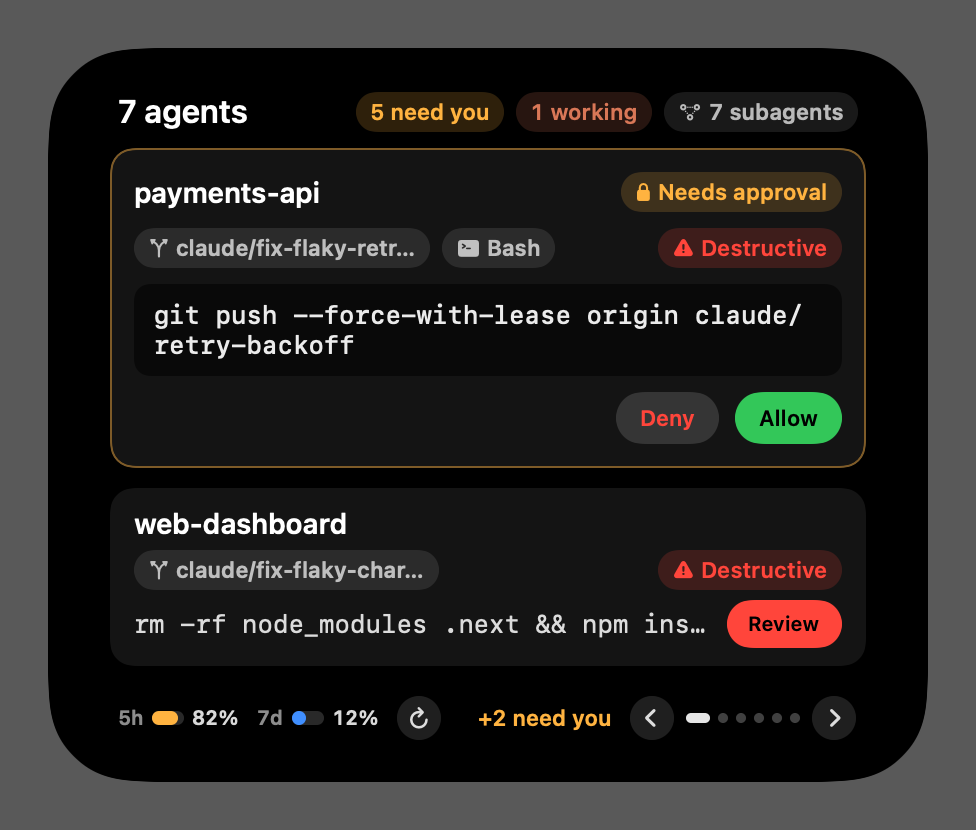 7 agents
5 need you
1 working
7 subagents
payments-api
Needs approval
claude/fix-flaky-retr...
Bash
Destructive
git push --force-with-lease origin claude/
retry-backoff
Deny
Allow
web-dashboard
claude/fix-flaky-char...
Destructive
rm -rf node_modules .next && npm ins…
Review
5h 82% 7d 12%
+2 need you